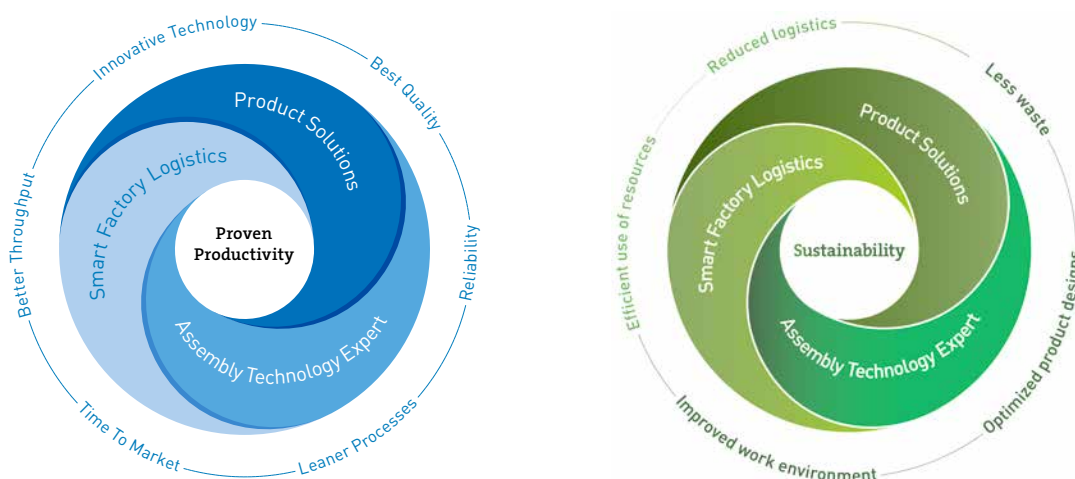 Innovative Technology
Best Quality
Reliability
Leaner Processes
Time To Market
Better Throughput
Product Solutions
Smart Factory Logistics
Assembly Technology Expert
Proven
Productivity
Reduced logistics
Less waste
Optimized product designs
Improved work environment
Efficient use of resources
Product Solutions
Smart Factory Logistics
Assembly Technology Expert
Sustainability